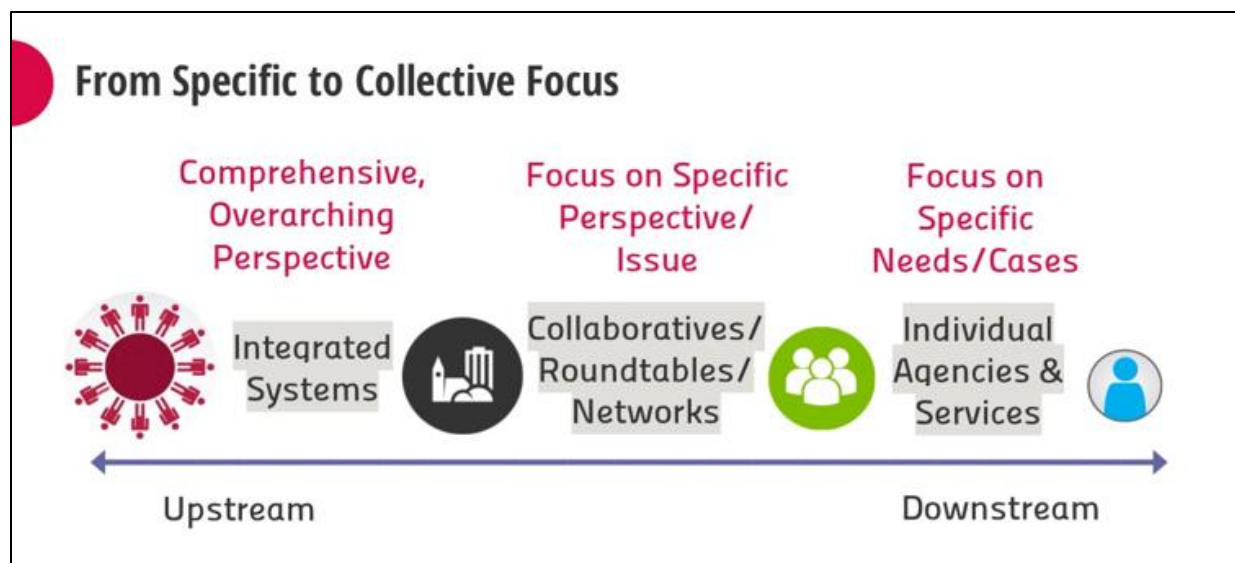 From Specific to Collective Focus
Comprehensive,
Overarching
Perspective
Focus on Specific
Perspective/
Issue
Focus on
Specific
Needs/Cases
Integrated
Systems
Collaboratives/
Roundtables/
Networks
Individual
Agencies &
Services
Upstream
Downstream